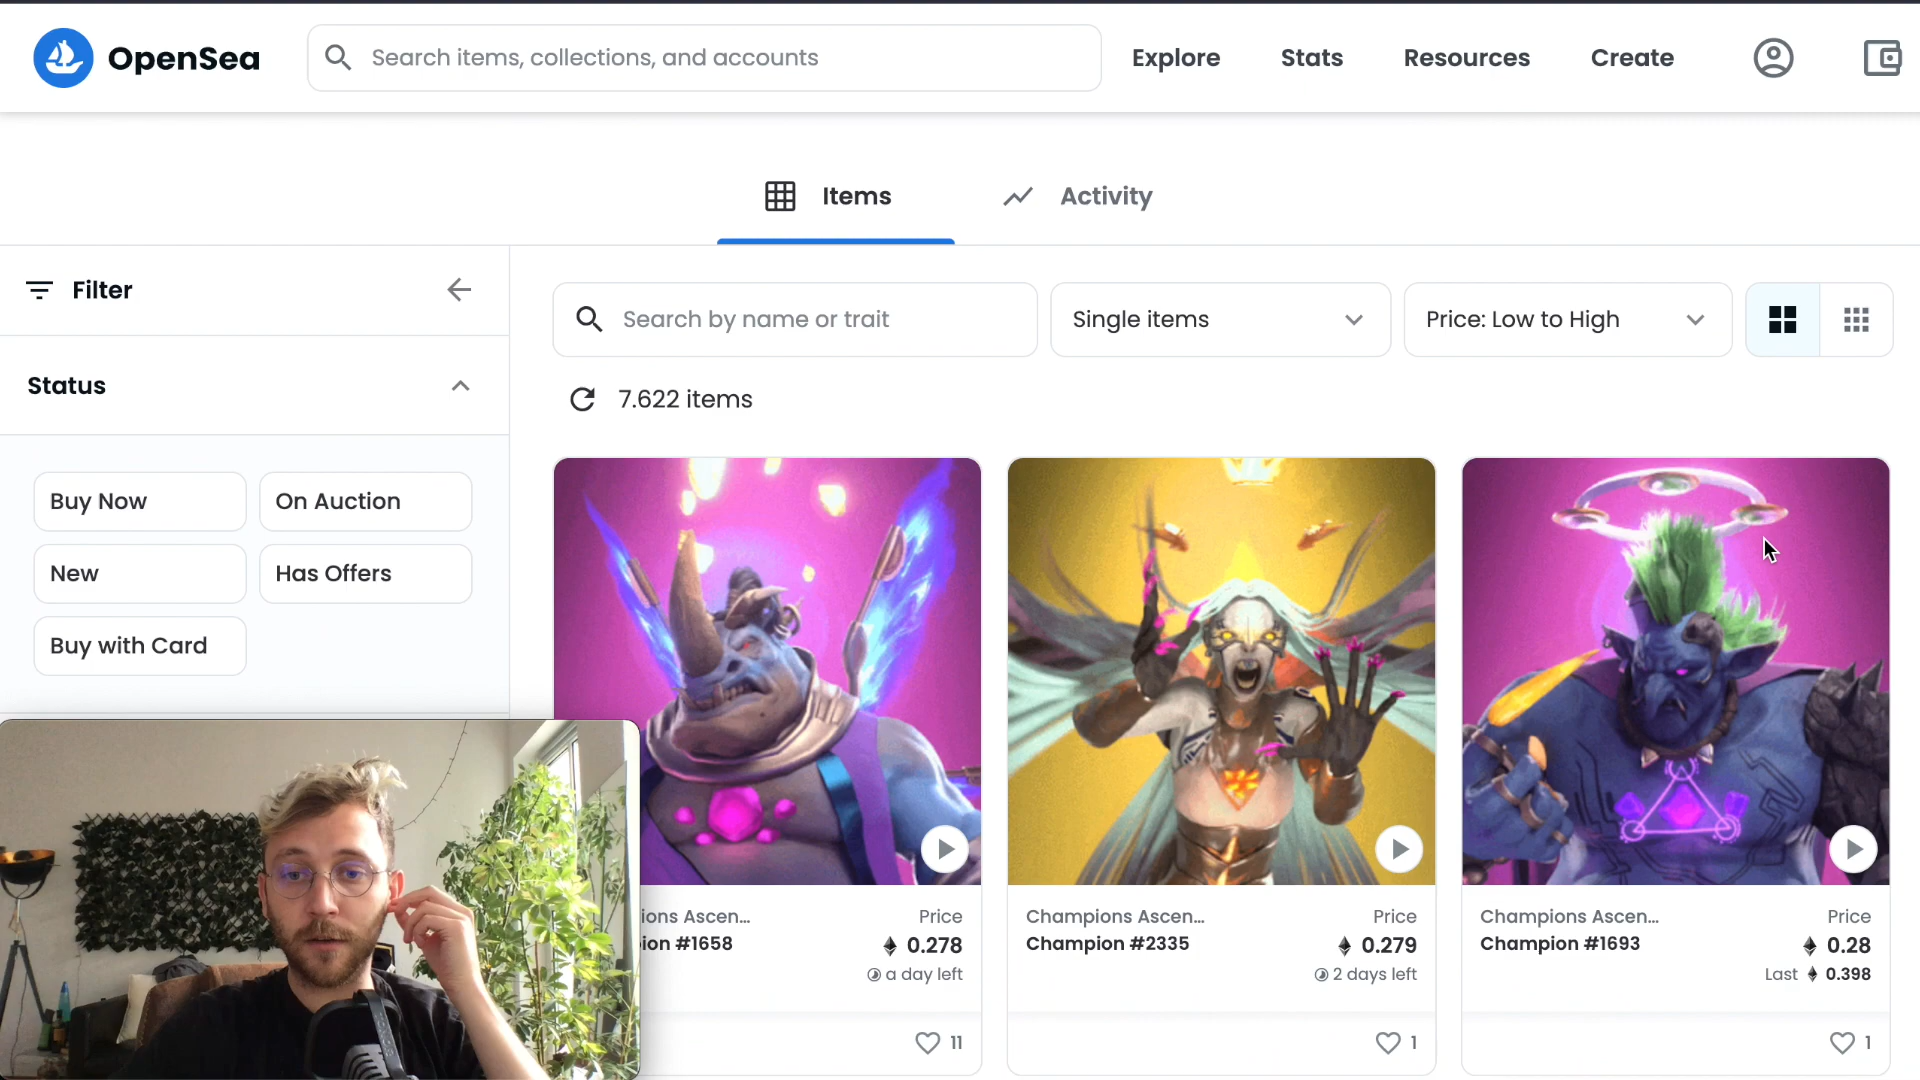 OpenSea
Search items, collections, and accounts
Explore
Stats
Resources
Create
Items
Activity
Filter
Search by name or trait
Single items
Price: Low to High
Status
7.622 items
Buy Now
On Auction
New
Has Offers
Buy with Card
ions Ascen...
Price
ion #1658
0.278
a day left
11
Champions Ascen...
Price
Champion #2335
0.279
2 days left
1
Champions Ascen...
Price
Champion #1693
0.28
Last 0.398
1